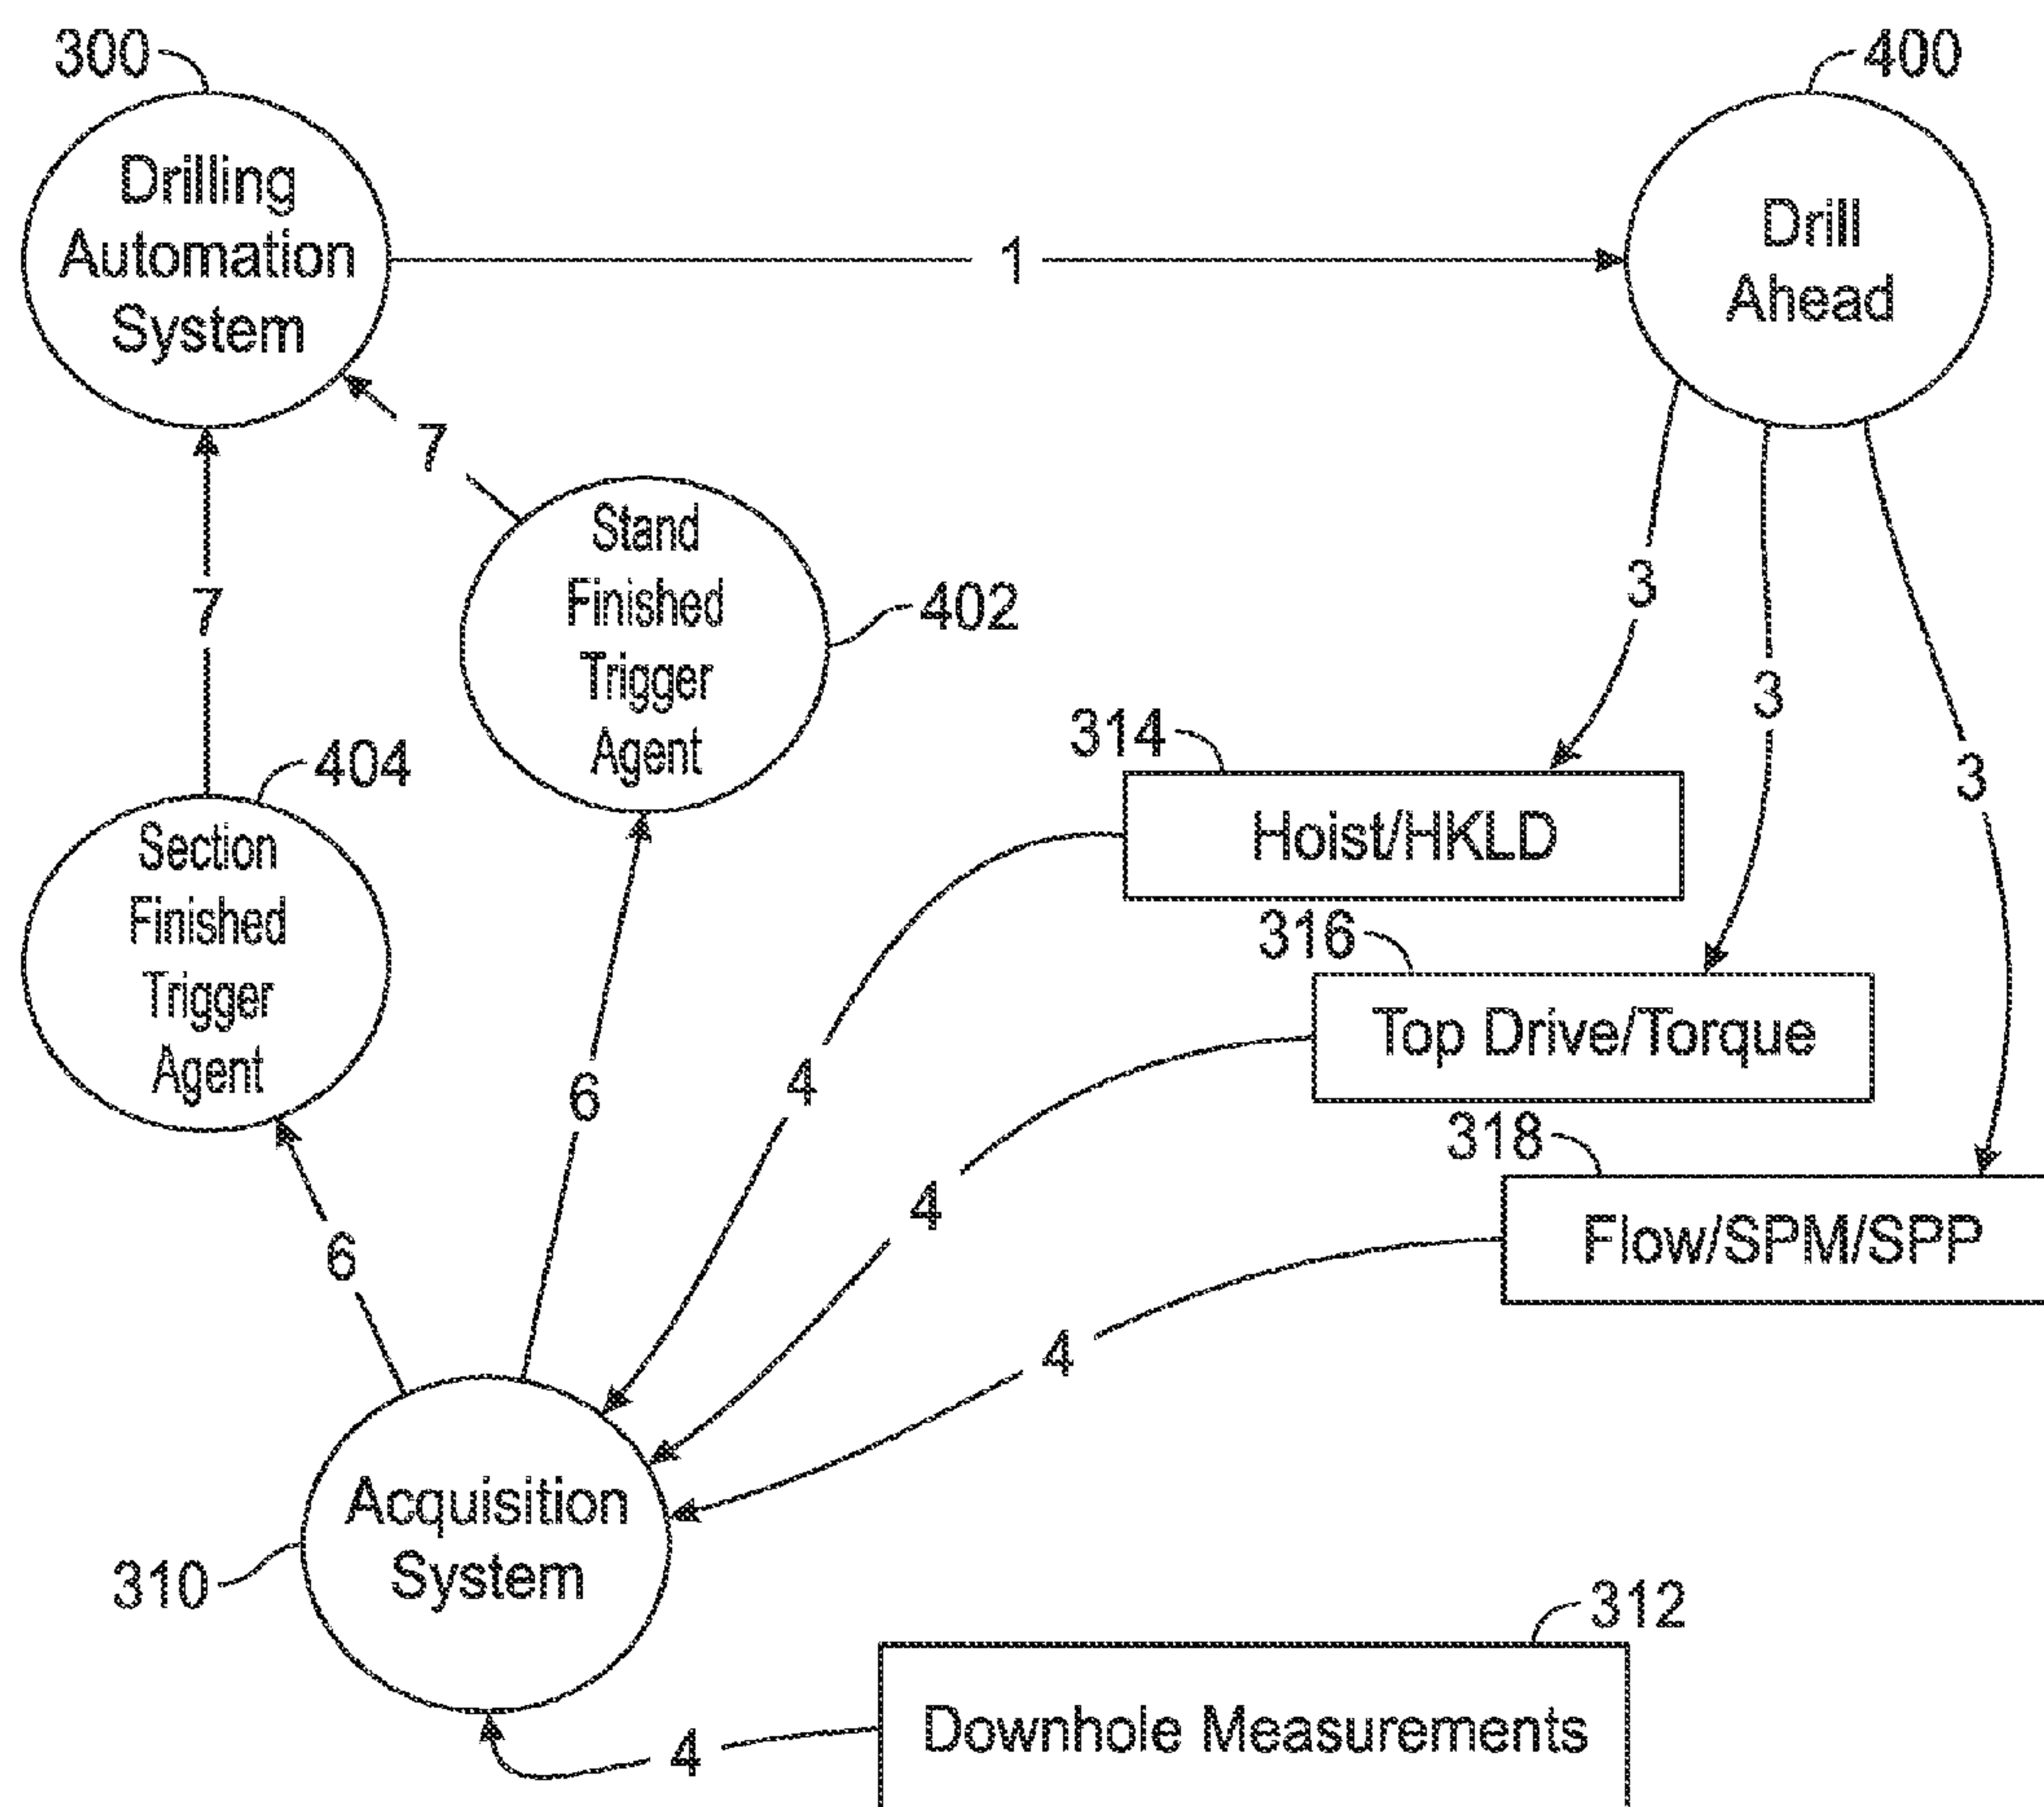 300
400
Drilling
Automation
System
Drill
Ahead
1
7
Stand
Finished
Trigger
Agent
402
7
3
3
3
404
Section
Finished
Trigger
Agent
314
Hoist/HKLD
316
Top Drive/Torque
318
Flow/SPM/SPP
6
6
4
4
4
Acquisition
System
310
312
Downhole Measurements
4